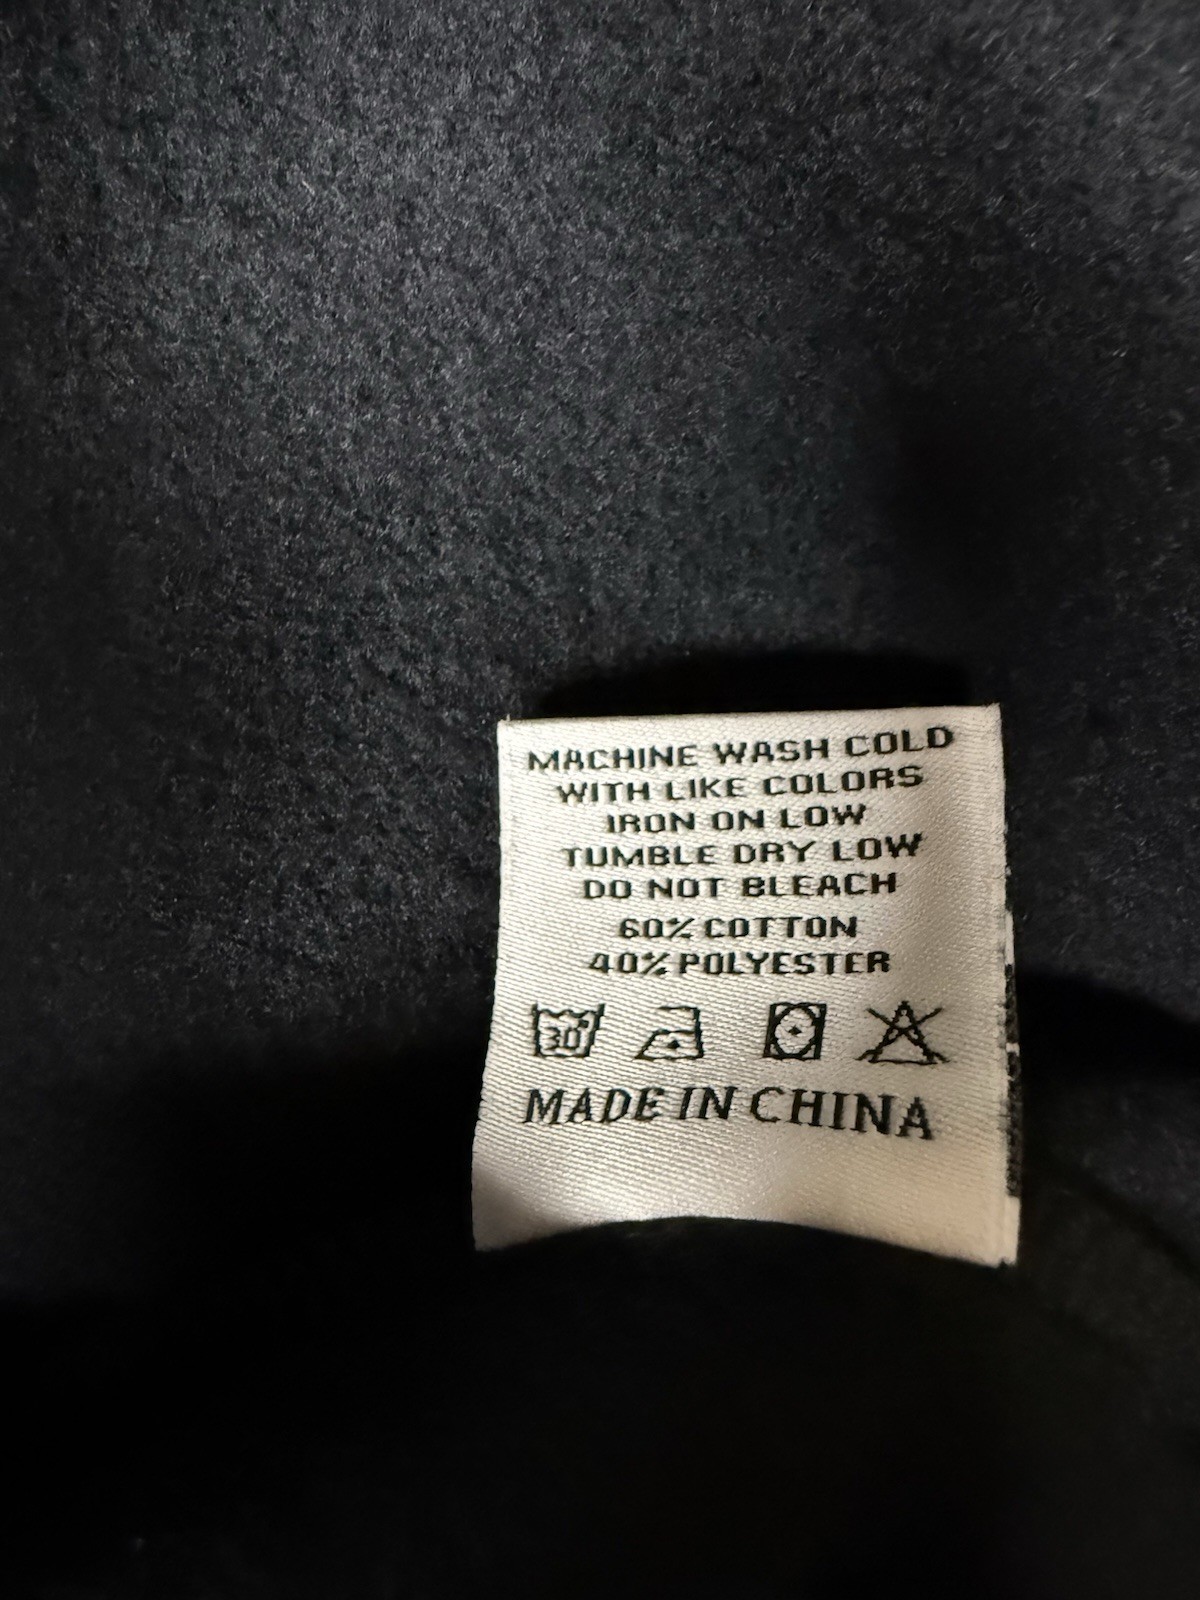 MACHINE WASH COLD
WITH LIKE COLORS
IRON ON LOW
TUMBLE DRY LOW
DO NOT BLEACH
60% COTTON
40% POLYESTER
30°
MADE IN CHINA